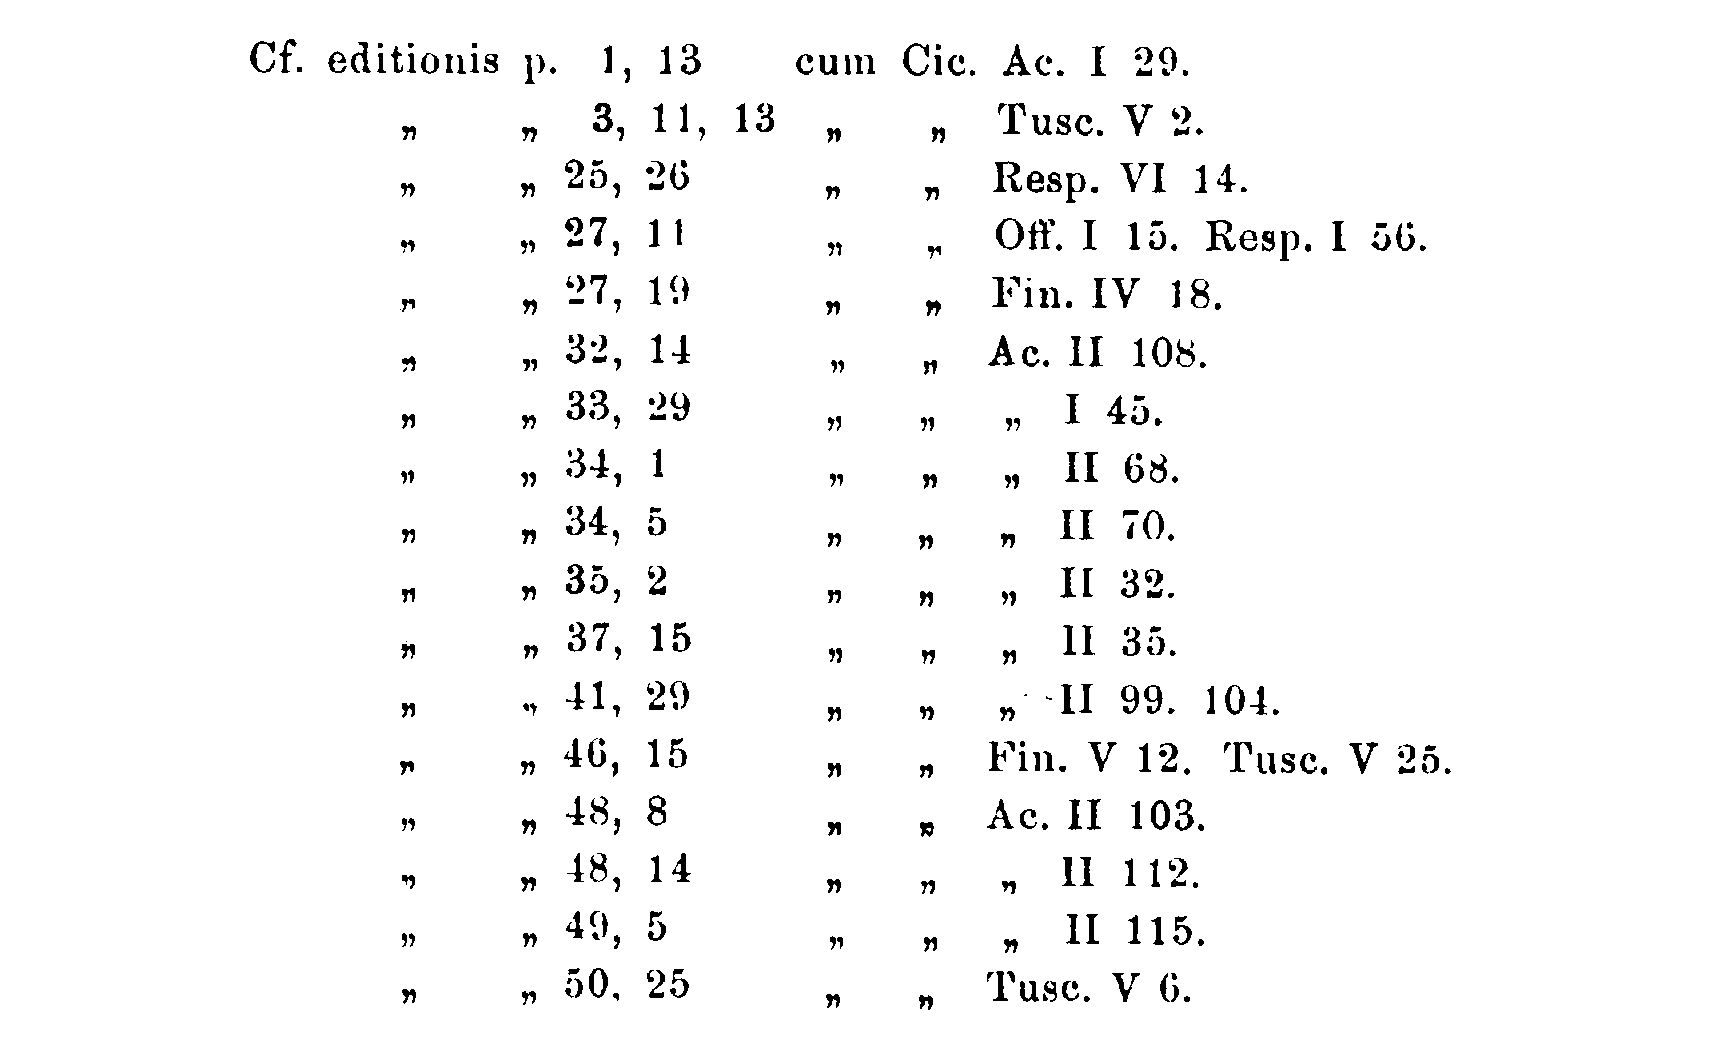 Cf. editionis p. 1, 13 cum Cic. Ac. I 29.
„ „ 3, 11, 13 „ „ Tusc. V 2.
„ „ 25, 26 „ „ Resp. VI 14.
„ „ 27, 11 „ „ Off. I 15. Resp. I 56.
„ „ 27, 19 „ „ Fin. IV 18.
„ „ 32, 14 „ „ Ac. II 108.
„ „ 33, 29 „ „ „ I 45.
„ „ 34, 1 „ „ „ II 68.
„ „ 34, 5 „ „ „ II 70.
„ „ 35, 2 „ „ „ II 32.
„ „ 37, 15 „ „ „ II 35.
„ „ 41, 29 „ „ „ II 99. 104.
„ „ 46, 15 „ „ Fin. V 12. Tusc. V 25.
„ „ 48, 8 „ „ Ac. II 103.
„ „ 48, 14 „ „ „ II 112.
„ „ 49, 5 „ „ „ II 115.
„ „ 50, 25 „ „ Tusc. V 6.